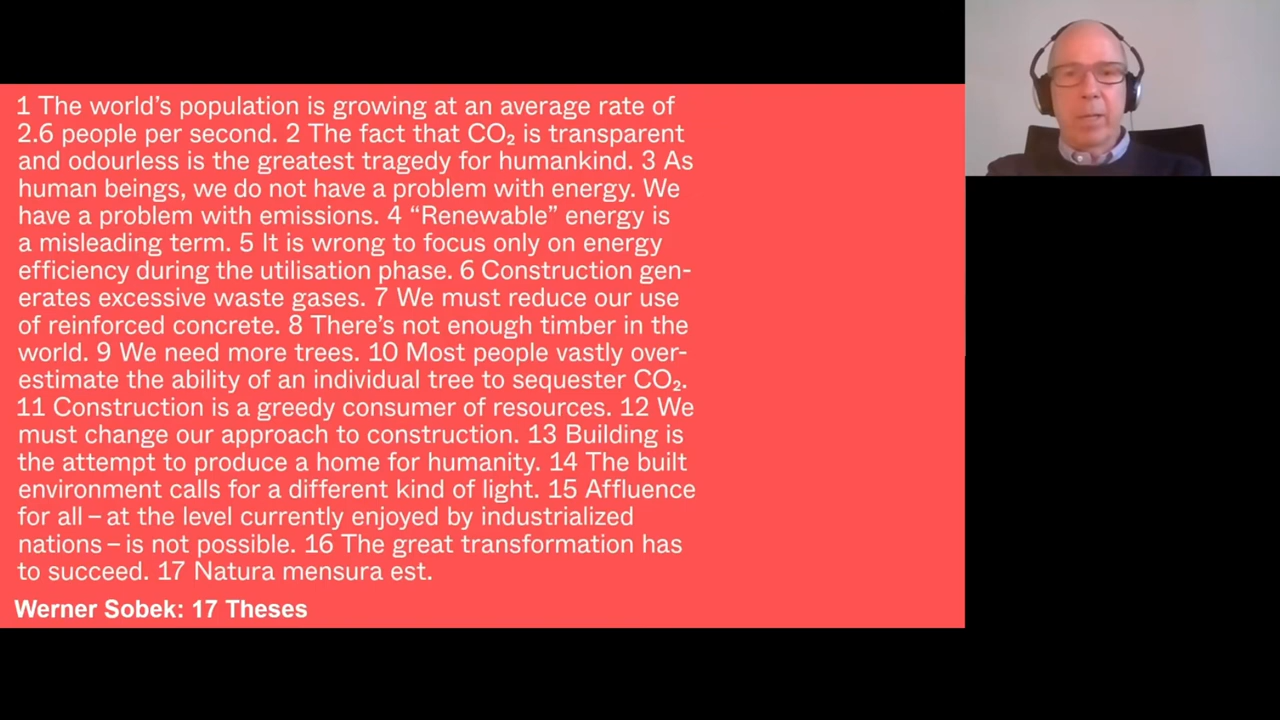 1 The world’s population is growing at an average rate of
2.6 people per second. 2 The fact that CO₂ is transparent
and odourless is the greatest tragedy for humankind. 3 As
human beings, we do not have a problem with energy. We
have a problem with emissions. 4 “Renewable” energy is
a misleading term. 5 It is wrong to focus only on energy
efficiency during the utilisation phase. 6 Construction gen-
erates excessive waste gases. 7 We must reduce our use
of reinforced concrete. 8 There’s not enough timber in the
world. 9 We need more trees. 10 Most people vastly over-
estimate the ability of an individual tree to sequester CO₂.
11 Construction is a greedy consumer of resources. 12 We
must change our approach to construction. 13 Building is
the attempt to produce a home for humanity. 14 The built
environment calls for a different kind of light. 15 Affluence
for all – at the level currently enjoyed by industrialized
nations – is not possible. 16 The great transformation has
to succeed. 17 Natura mensura est.
Werner Sobek: 17 Theses